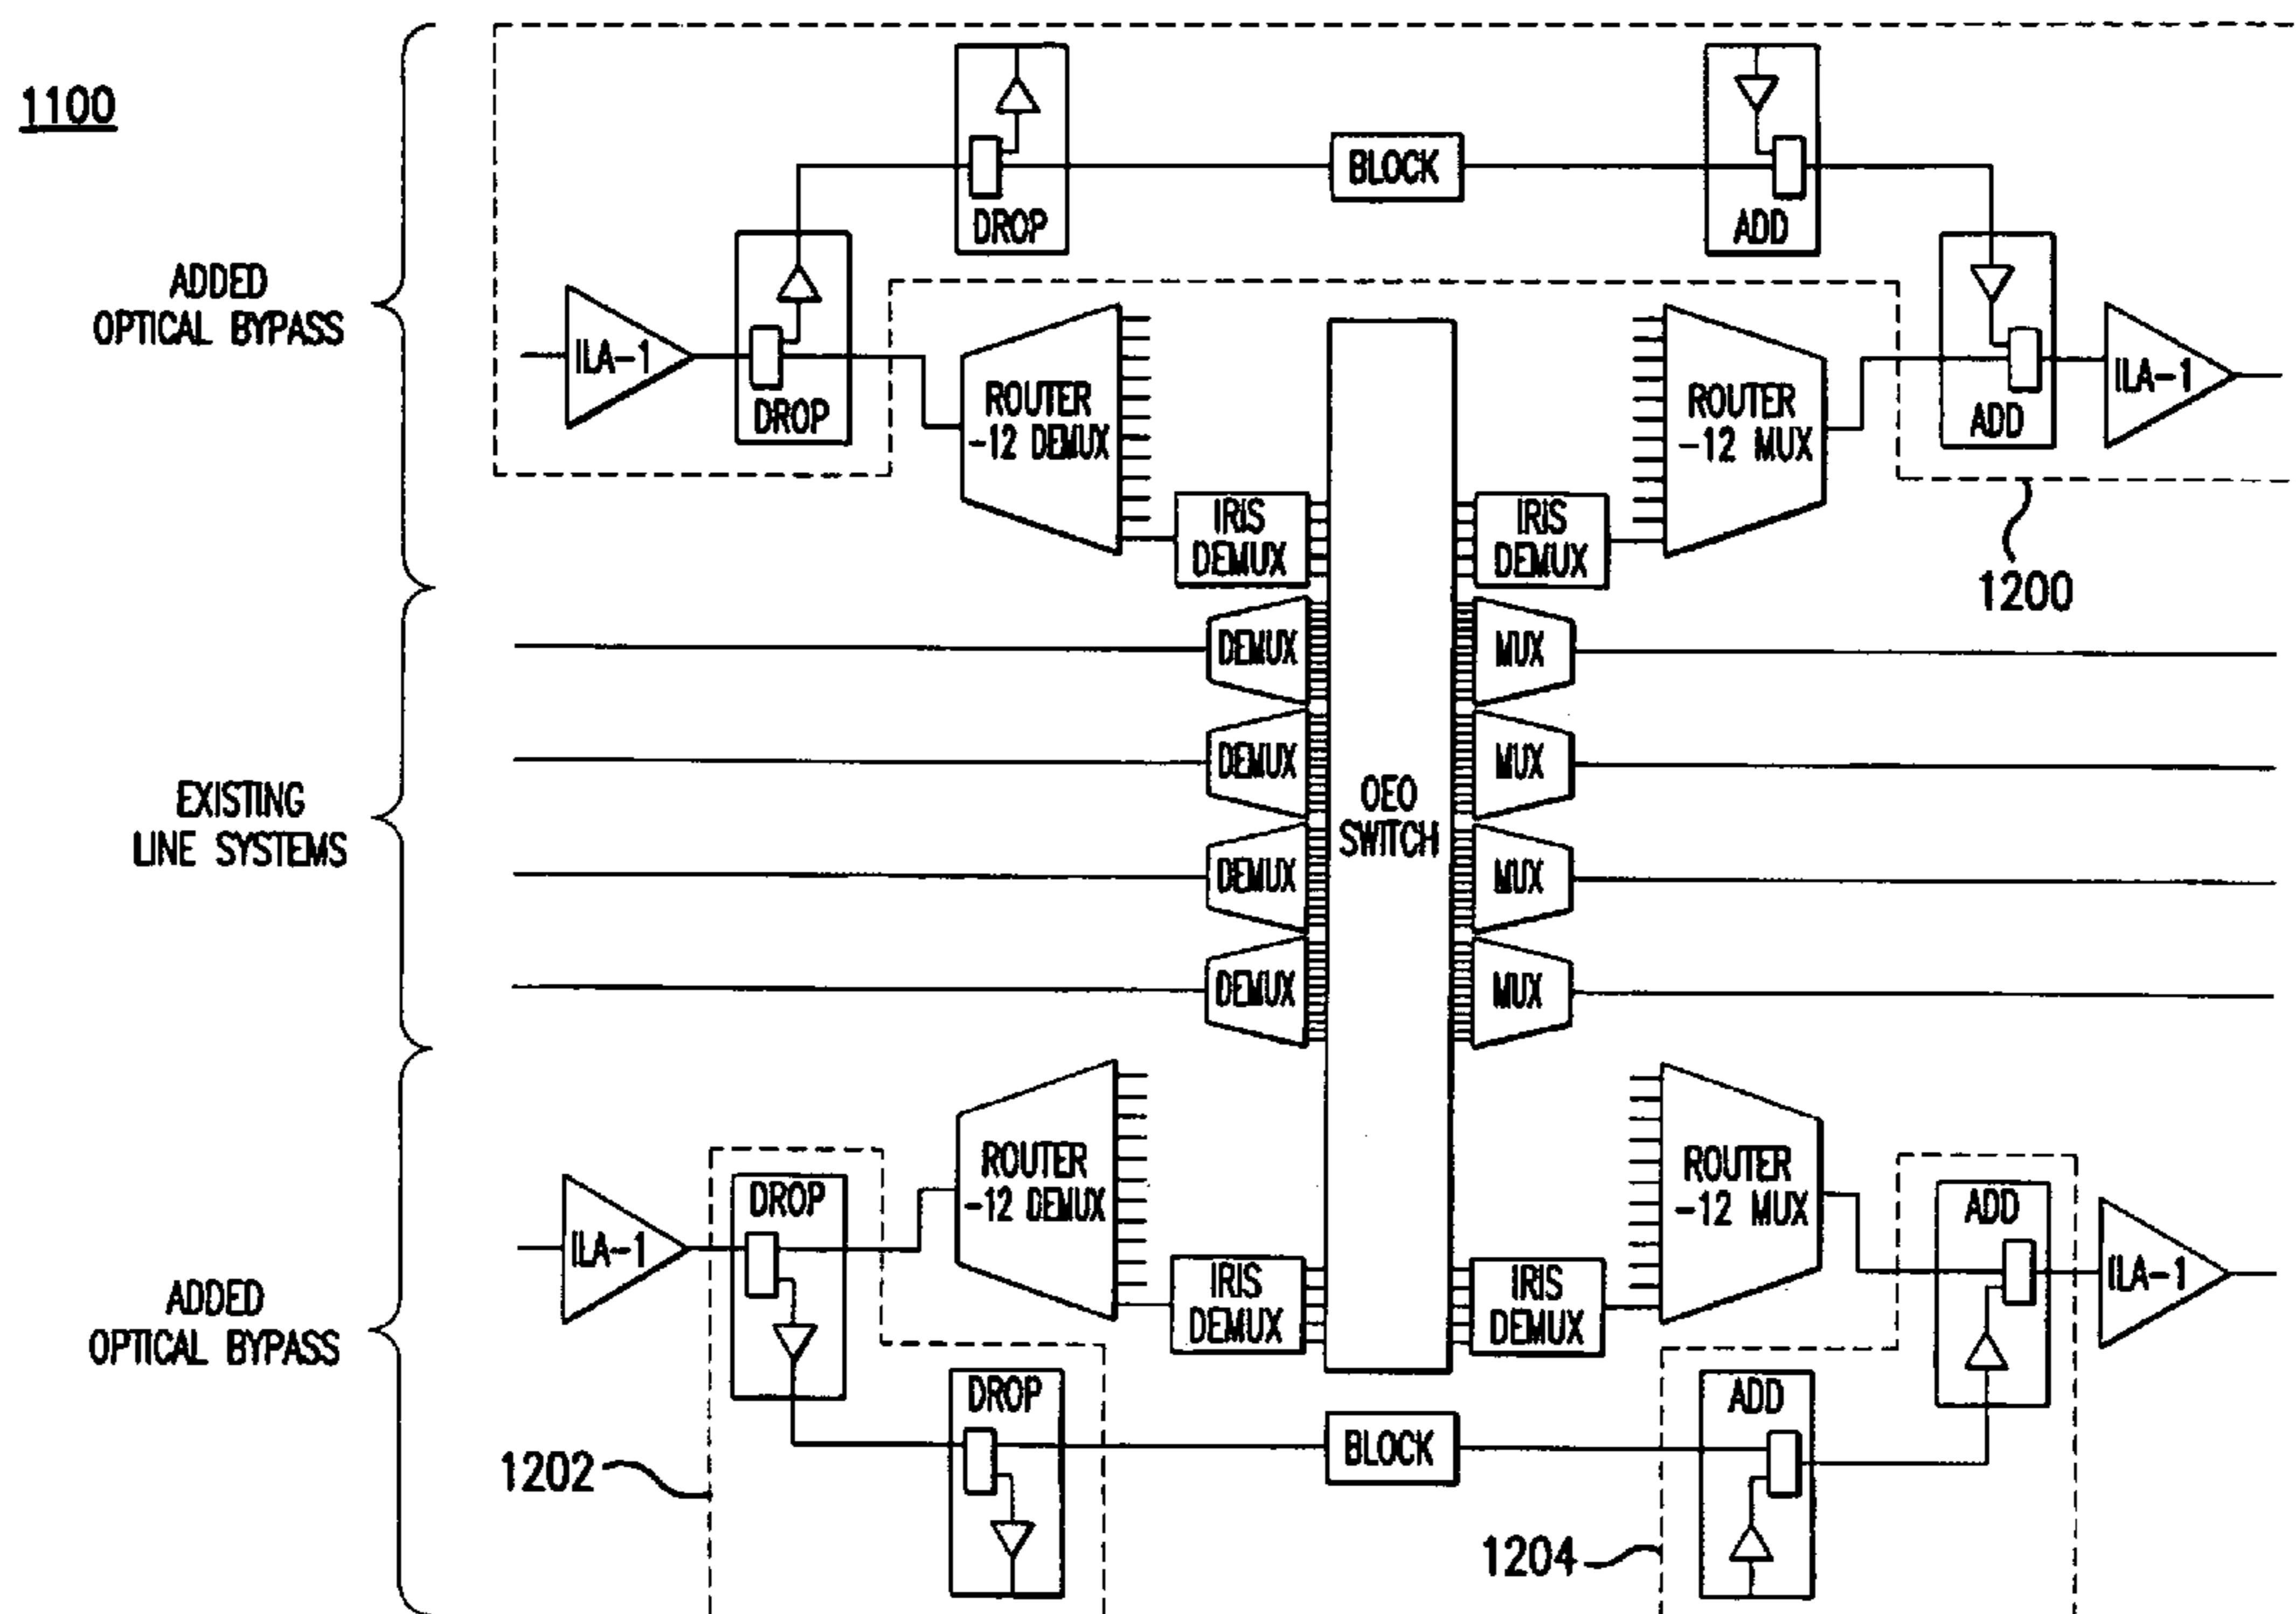 1100
ADDED
OPTICAL BYPASS
EXISTING
LINE SYSTEMS
ADDED
OPTICAL BYPASS
DROP
BLOCK
ADD
ILA-1
DROP
ROUTER
-12 DEMUX
ROUTER
-12 MUX
ADD
ILA-1
IRIS
DEMUX
IRIS
DEMUX
1200
OEO
SWITCH
DEMUX
MUX
DEMUX
MUX
DEMUX
MUX
DEMUX
MUX
ILA-1
DROP
ROUTER
-12 DEMUX
ROUTER
-12 MUX
ADD
ILA-1
IRIS
DEMUX
IRIS
DEMUX
1202
DROP
BLOCK
ADD
1204